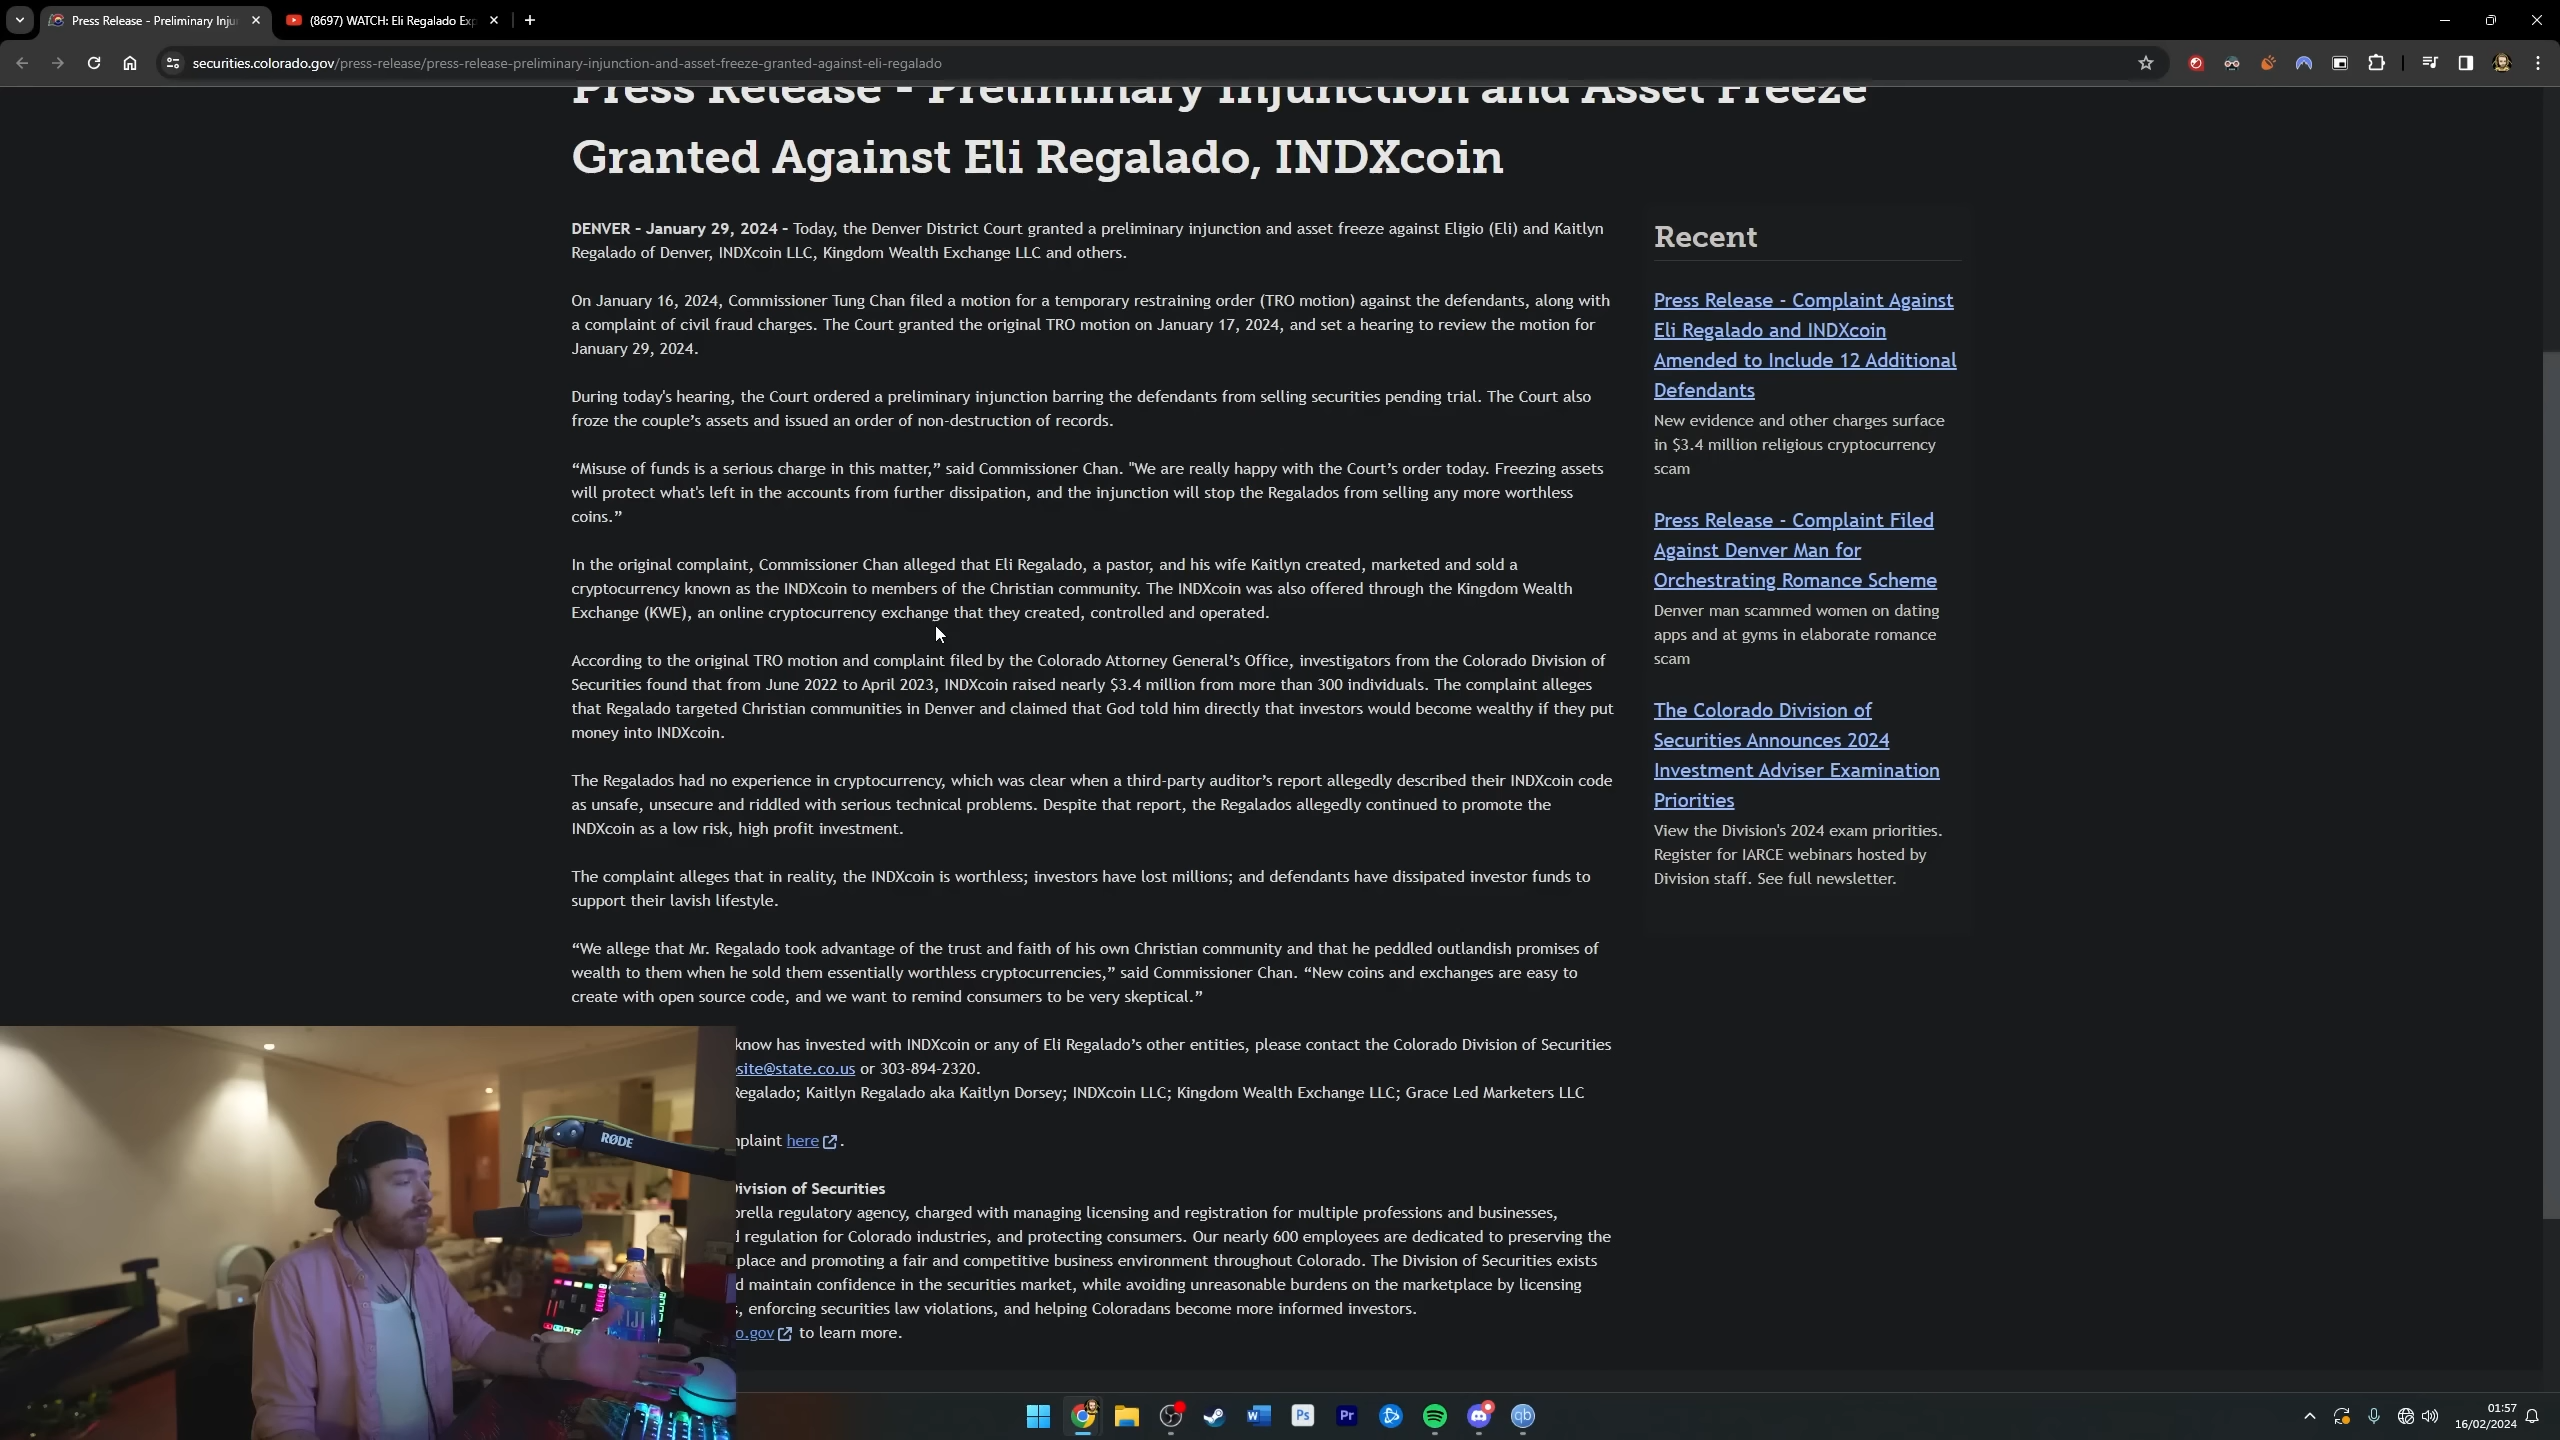 Press Release - Preliminary Inju
(8697) WATCH: Eli Regalado Exp
securities.colorado.gov/press-release/press-release-preliminary-injunction-and-asset-freeze-granted-against-eli-regalado
Press Release - Preliminary Injunction and Asset Freeze
Granted Against Eli Regalado, INDXcoin
DENVER - January 29, 2024 - Today, the Denver District Court granted a preliminary injunction and asset freeze against Eligio (Eli) and Kaitlyn
Regalado of Denver, INDXcoin LLC, Kingdom Wealth Exchange LLC and others.
On January 16, 2024, Commissioner Tung Chan filed a motion for a temporary restraining order (TRO motion) against the defendants, along with
a complaint of civil fraud charges. The Court granted the original TRO motion on January 17, 2024, and set a hearing to review the motion for
January 29, 2024.
During today's hearing, the Court ordered a preliminary injunction barring the defendants from selling securities pending trial. The Court also
froze the couple’s assets and issued an order of non-destruction of records.
“Misuse of funds is a serious charge in this matter,” said Commissioner Chan. "We are really happy with the Court’s order today. Freezing assets
will protect what's left in the accounts from further dissipation, and the injunction will stop the Regalados from selling any more worthless
coins.”
In the original complaint, Commissioner Chan alleged that Eli Regalado, a pastor, and his wife Kaitlyn created, marketed and sold a
cryptocurrency known as the INDXcoin to members of the Christian community. The INDXcoin was also offered through the Kingdom Wealth
Exchange (KWE), an online cryptocurrency exchange that they created, controlled and operated.
According to the original TRO motion and complaint filed by the Colorado Attorney General’s Office, investigators from the Colorado Division of
Securities found that from June 2022 to April 2023, INDXcoin raised nearly $3.4 million from more than 300 individuals. The complaint alleges
that Regalado targeted Christian communities in Denver and claimed that God told him directly that investors would become wealthy if they put
money into INDXcoin.
The Regalados had no experience in cryptocurrency, which was clear when a third-party auditor’s report allegedly described their INDXcoin code
as unsafe, unsecure and riddled with serious technical problems. Despite that report, the Regalados allegedly continued to promote the
INDXcoin as a low risk, high profit investment.
The complaint alleges that in reality, the INDXcoin is worthless; investors have lost millions; and defendants have dissipated investor funds to
support their lavish lifestyle.
“We allege that Mr. Regalado took advantage of the trust and faith of his own Christian community and that he peddled outlandish promises of
wealth to them when he sold them essentially worthless cryptocurrencies,” said Commissioner Chan. “New coins and exchanges are easy to
create with open source code, and we want to remind consumers to be very skeptical.”
know has invested with INDXcoin or any of Eli Regalado’s other entities, please contact the Colorado Division of Securities
site@state.co.us or 303-894-2320.
Regalado; Kaitlyn Regalado aka Kaitlyn Dorsey; INDXcoin LLC; Kingdom Wealth Exchange LLC; Grace Led Marketers LLC
mplaint here.
Division of Securities
orella regulatory agency, charged with managing licensing and registration for multiple professions and businesses,
d regulation for Colorado industries, and protecting consumers. Our nearly 600 employees are dedicated to preserving the
place and promoting a fair and competitive business environment throughout Colorado. The Division of Securities exists
d maintain confidence in the securities market, while avoiding unreasonable burdens on the marketplace by licensing
s, enforcing securities law violations, and helping Coloradans become more informed investors.
o.gov to learn more.
Recent
Press Release - Complaint Against
Eli Regalado and INDXcoin
Amended to Include 12 Additional
Defendants
New evidence and other charges surface
in $3.4 million religious cryptocurrency
scam
Press Release - Complaint Filed
Against Denver Man for
Orchestrating Romance Scheme
Denver man scammed women on dating
apps and at gyms in elaborate romance
scam
The Colorado Division of
Securities Announces 2024
Investment Adviser Examination
Priorities
View the Division's 2024 exam priorities.
Register for IARCE webinars hosted by
Division staff. See full newsletter.
RØDE
FIJI
W
Ps
Pr
qb
01:57
16/02/2024